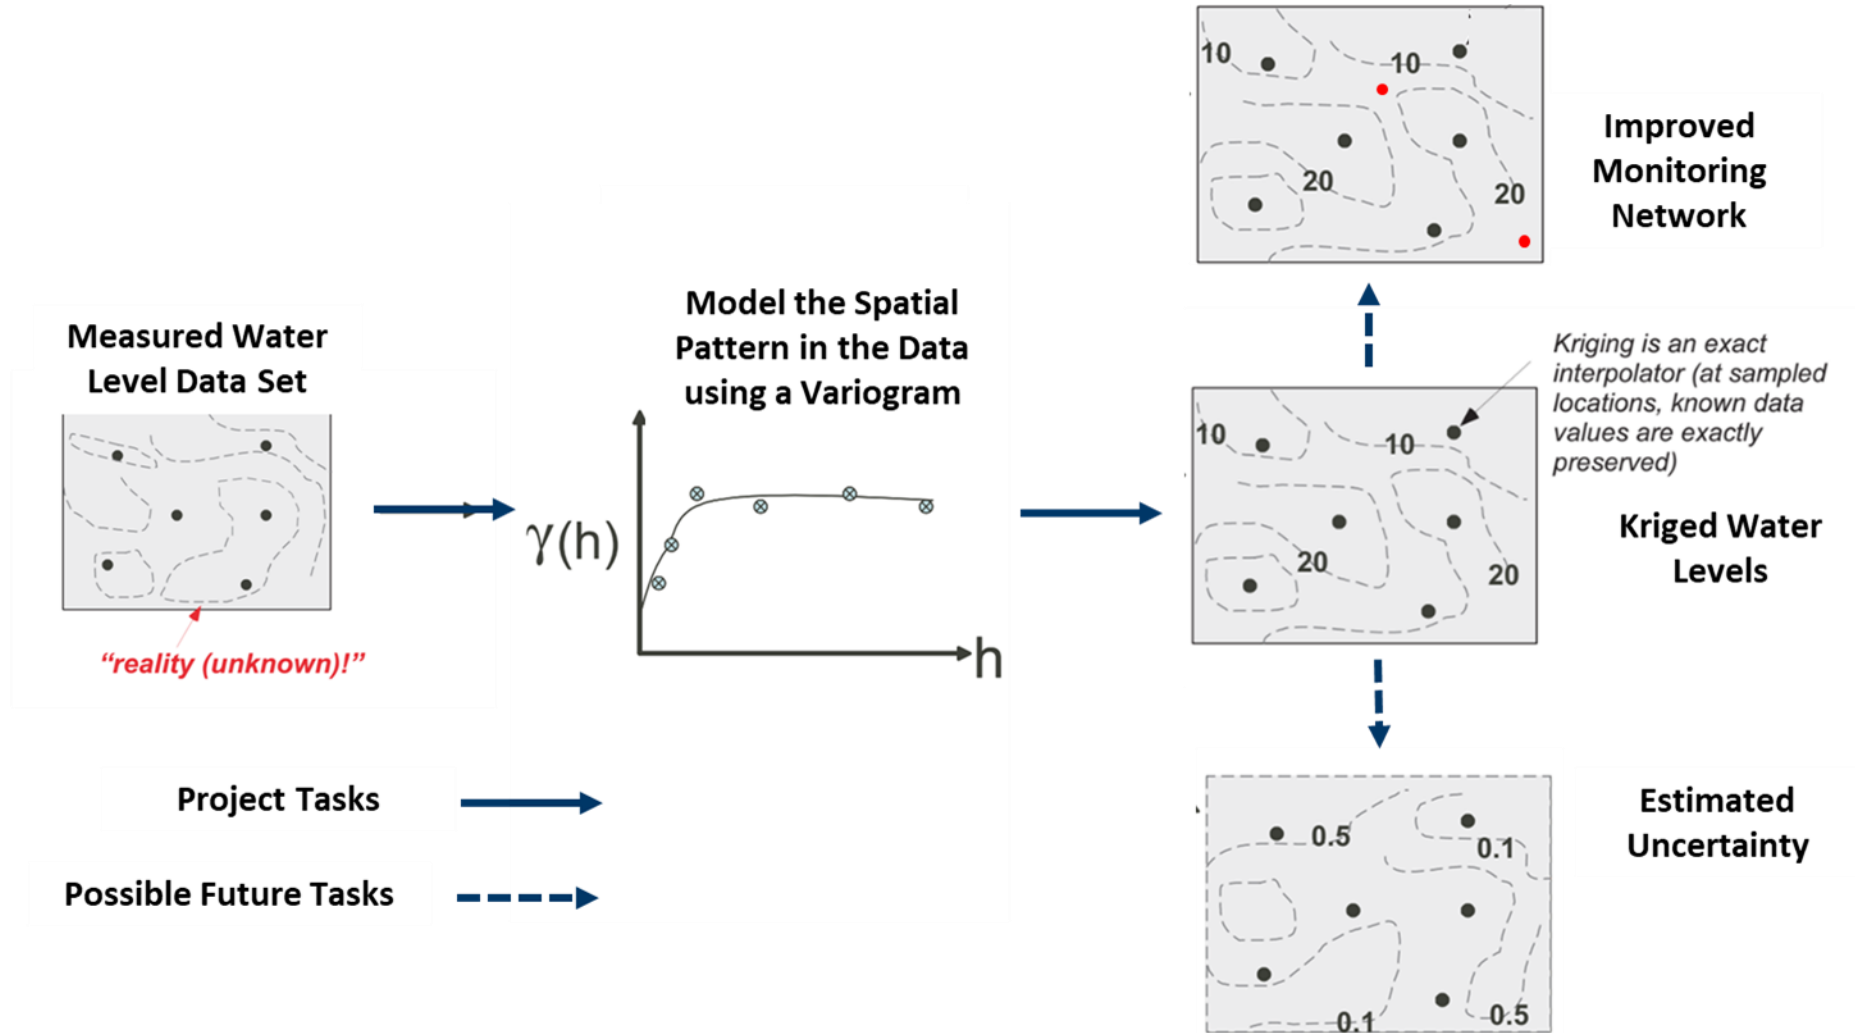 Measured Water
Level Data Set
“reality (unknown)!”
Model the Spatial
Pattern in the Data
using a Variogram
γ(h)
h
10
10
20
20
Improved
Monitoring
Network
Kriging is an exact
interpolator (at sampled
locations, known data
values are exactly
preserved)
10
10
20
20
Kriged Water
Levels
0.5
0.1
0.1
0.5
Estimated
Uncertainty
Project Tasks
Possible Future Tasks